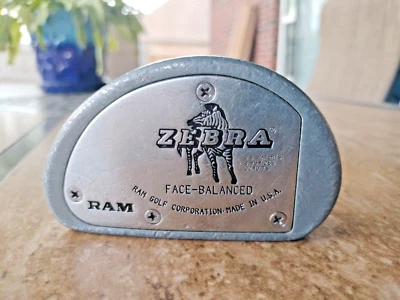 ZEBRA
FACE-BALANCED
RAM
RAM GOLF CORPORATION-MADE IN U.S.A.